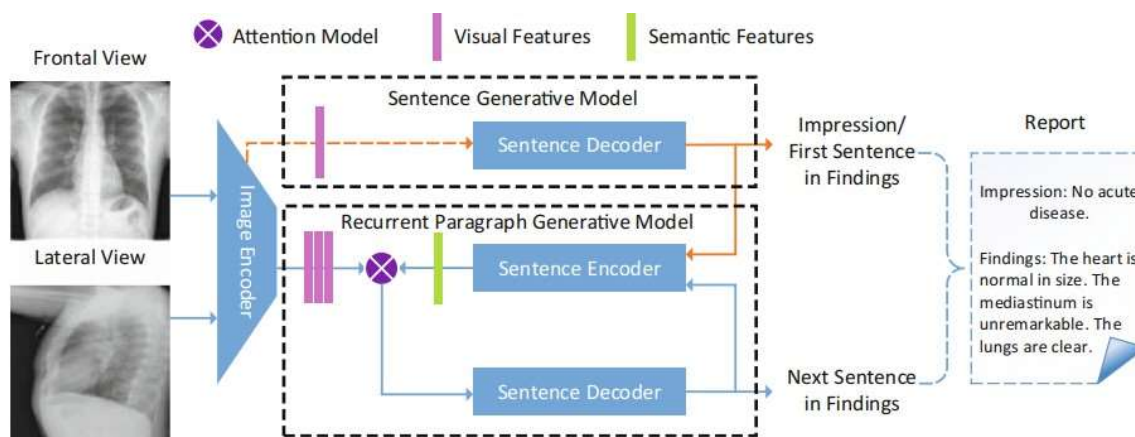 Attention Model
Visual Features
Semantic Features
Frontal View
Lateral View
Image Encoder
Sentence Generative Model
Sentence Decoder
Recurrent Paragraph Generative Model
Sentence Encoder
Sentence Decoder
Impression/
First Sentence
in Findings
Next Sentence
in Findings
Report
Impression: No acute
disease.
Findings: The heart is
normal in size. The
mediastinum is
unremarkable. The
lungs are clear.